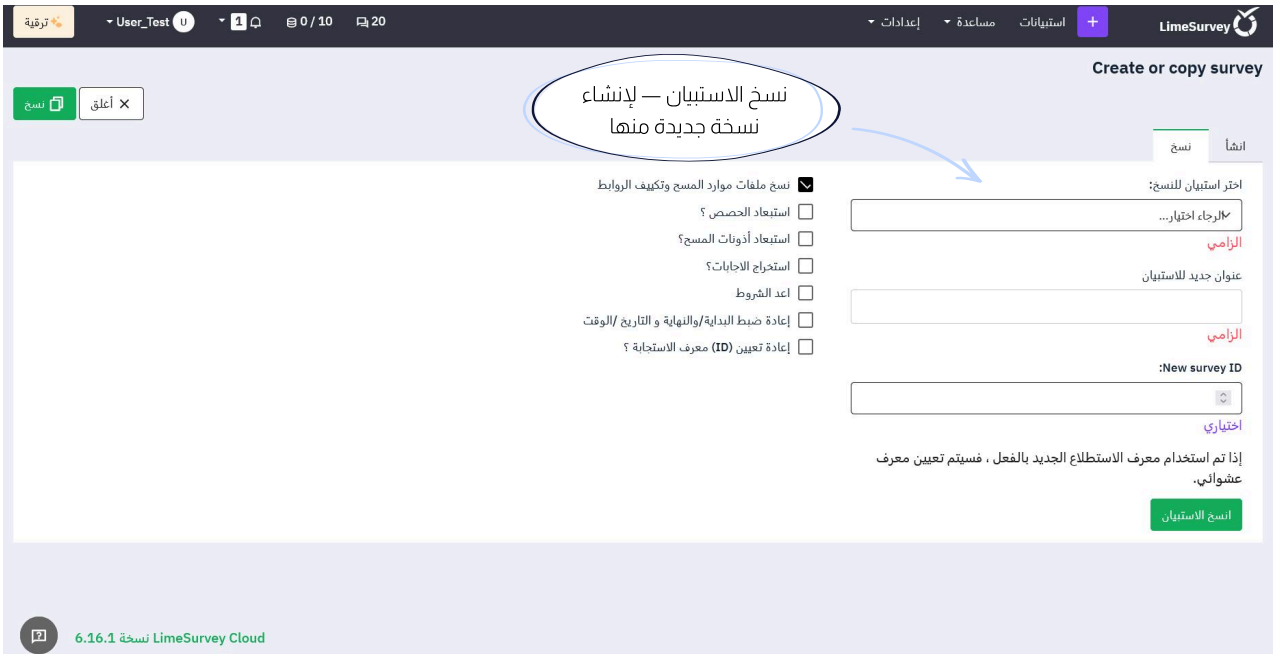 LimeSurvey
+
استبيانات
مساعدة
إعدادات
20
0 / 10
1
User_Test
U
ترقية
Create or copy survey
أغلق
نسخ
نسخ الاستبيان — لإنشاء
نسخة جديدة منها
انشأ
نسخ
اختر استبيان للنسخ:
الرجاء اختيار...
الزامي
عنوان جديد للاستبيان
الزامي
New survey ID:
اختياري
إذا تم استخدام معرف الاستطلاع الجديد بالفعل ، فسيتم تعيين معرف
عشوائي.
انسخ الاستبيان
نسخ ملفات موارد المسح وتكييف الروابط
استبعاد الحصص ؟
استبعاد أذونات المسح؟
استخراج الاجابات؟
اعد الشروط
إعادة ضبط البداية/والنهاية و التاريخ /الوقت
إعادة تعيين (ID) معرف الاستجابة ؟
LimeSurvey Cloud نسخة 6.16.1